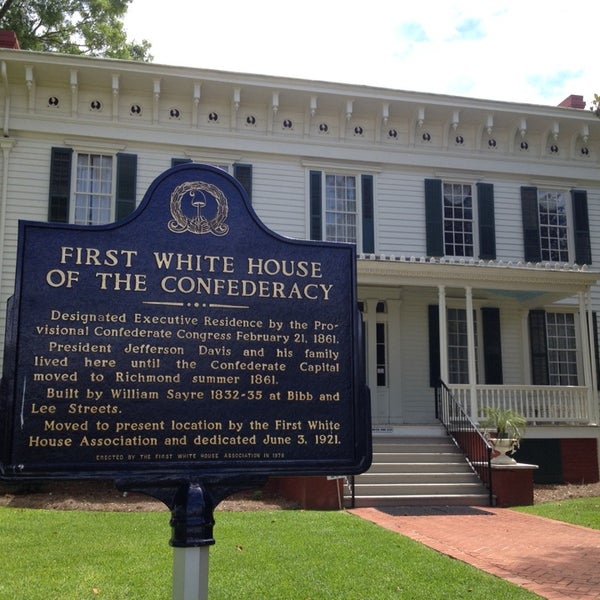 FIRST WHITE HOUSE
OF THE CONFEDERACY
Designated Executive Residence by the Pro-
visional Confederate Congress February 21, 1861.
President Jefferson Davis and his family
lived here until the Confederate Capital
moved to Richmond summer 1861.
Built by William Sayre 1832-35 at Bibb and
Lee Streets.
Moved to present location by the First White
House Association and dedicated June 3, 1921.
ERECTED BY THE FIRST WHITE HOUSE ASSOCIATION IN 1978